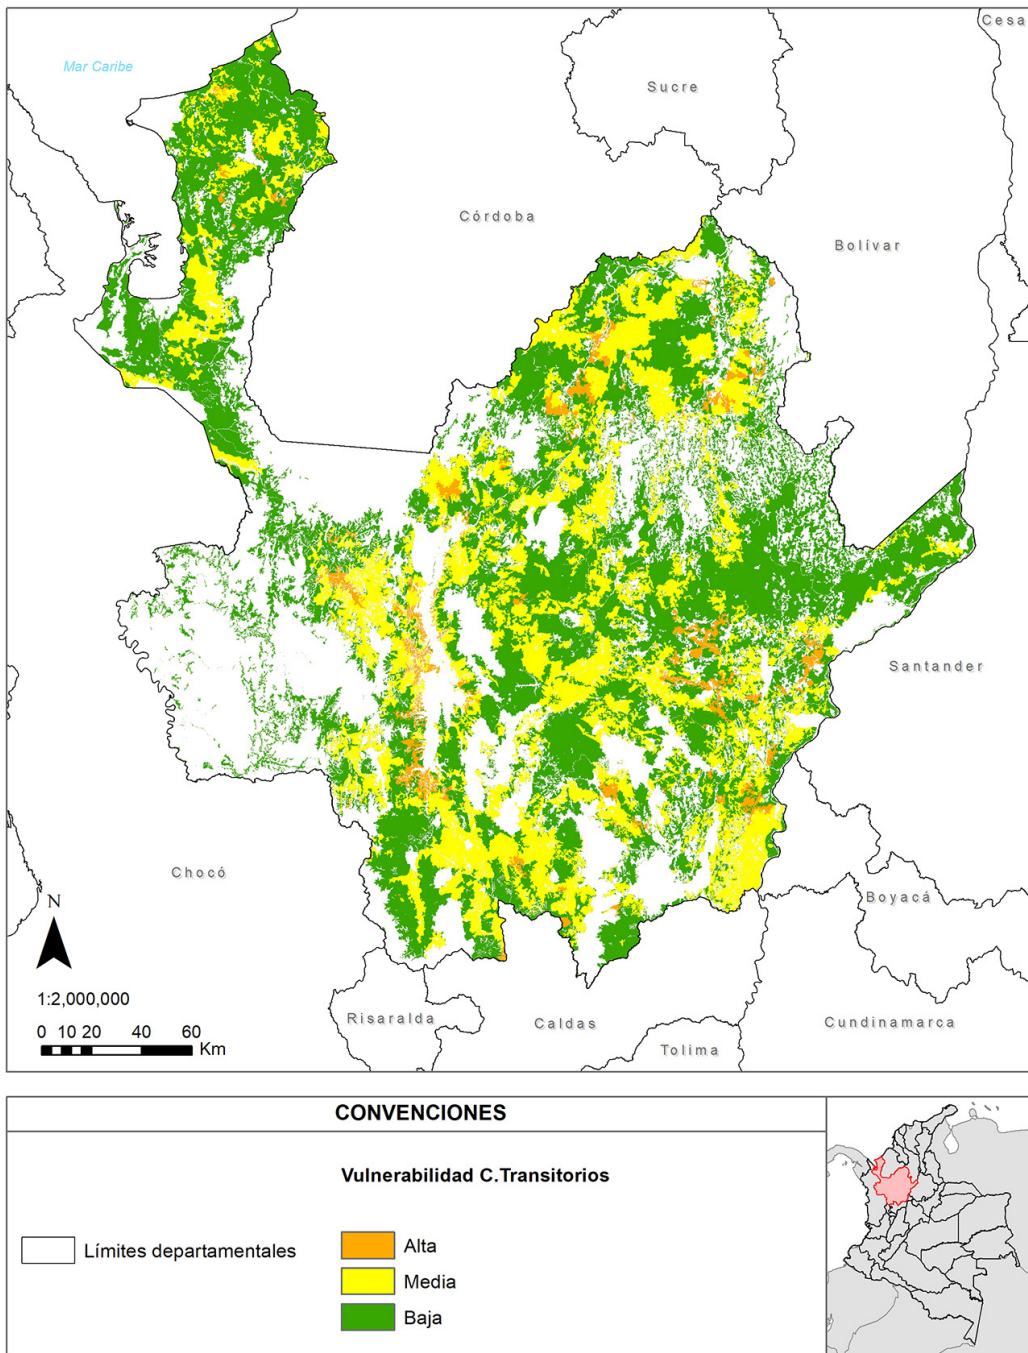 Cesa
Mar Caribe
Sucre
Córdoba
Bolívar
Santander
Chocó
Boyacá
N
1:2,000,000
0 10 20 40 60
Km
Risaralda
Caldas
Cundinamarca
Tolima
CONVENCIONES
Vulnerabilidad C.Transitorios
Límites departamentales
Alta
Media
Baja